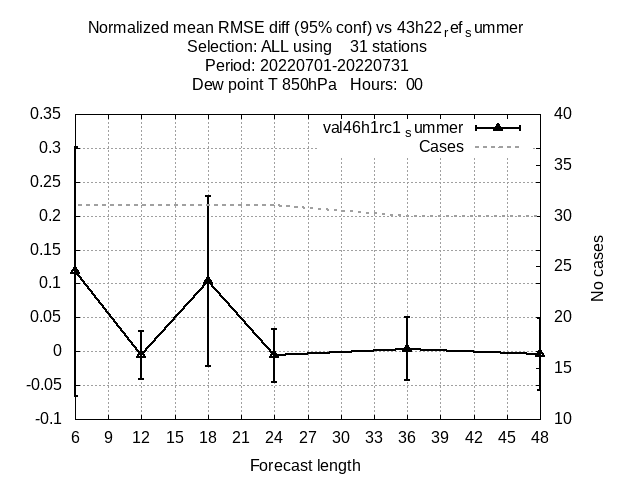 Normalized mean RMSE diff (95% conf) vs 43h22refsummer
Selection: ALL using    31 stations
Period: 20220701-20220731
Dew point T 850hPa   Hours:  00
val46h1rc1summer
Cases
0.35
0.3
0.25
0.2
0.15
0.1
0.05
0
-0.05
-0.1
40
35
30
25
20
15
10
No cases
6 9 12 15 18 21 24 27 30 33 36 39 42 45 48
Forecast length